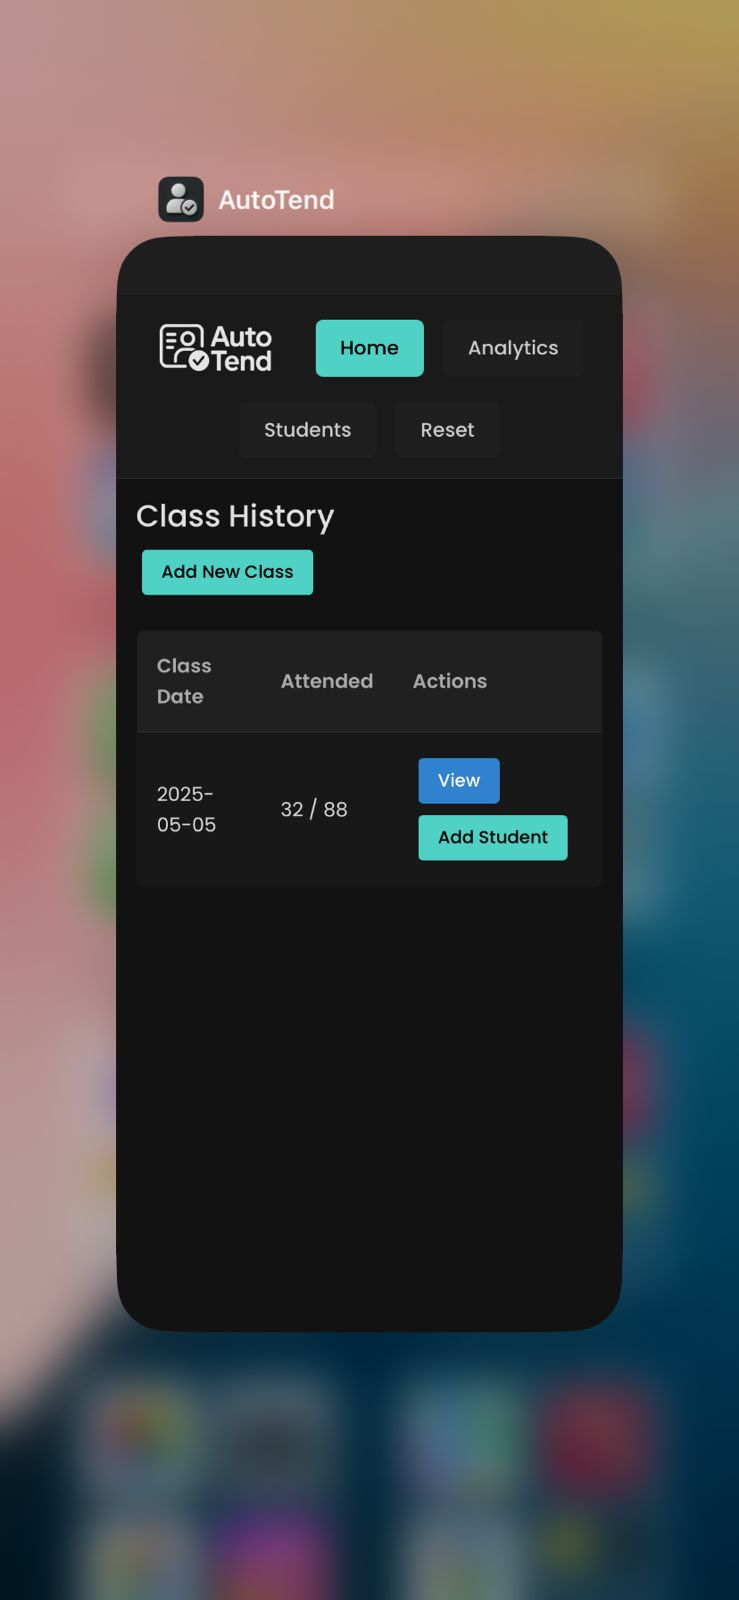 AutoTend
Auto
Tend
Home
Analytics
Students
Reset
Class History
Add New Class
Class
Date
Attended
Actions
2025-
05-05
32 / 88
View
Add Student